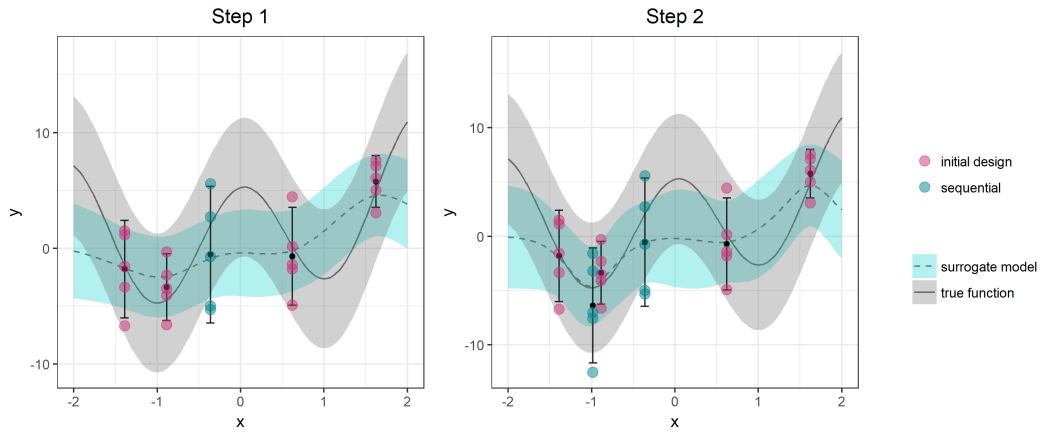 Step 1
Step 2
y
10
0
-10
-2
-1
0
1
2
x
y
10
0
-10
-2
-1
0
1
2
x
initial design
sequential
surrogate model
true function